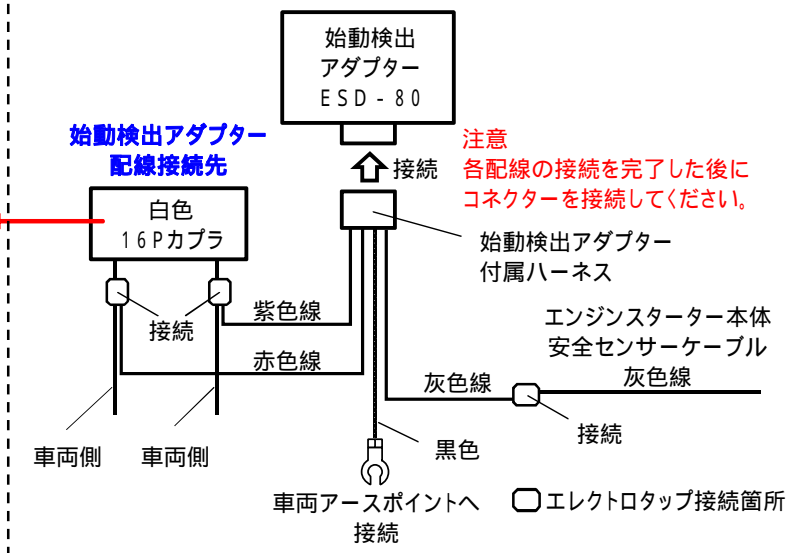 始動検出
アダプター
ESD-80
始動検出アダプター
配線接続先
注意
各配線の接続を完了した後に
コネクターを接続してください。
接続
白色
16Pカプラ
始動検出アダプター
付属ハーネス
接続
紫色線
赤色線
エンジンスターター本体
安全センサーケーブル
灰色線
灰色線
接続
車両側
車両側
黒色
車両アースポイントへ
接続
エレクトロタップ接続箇所